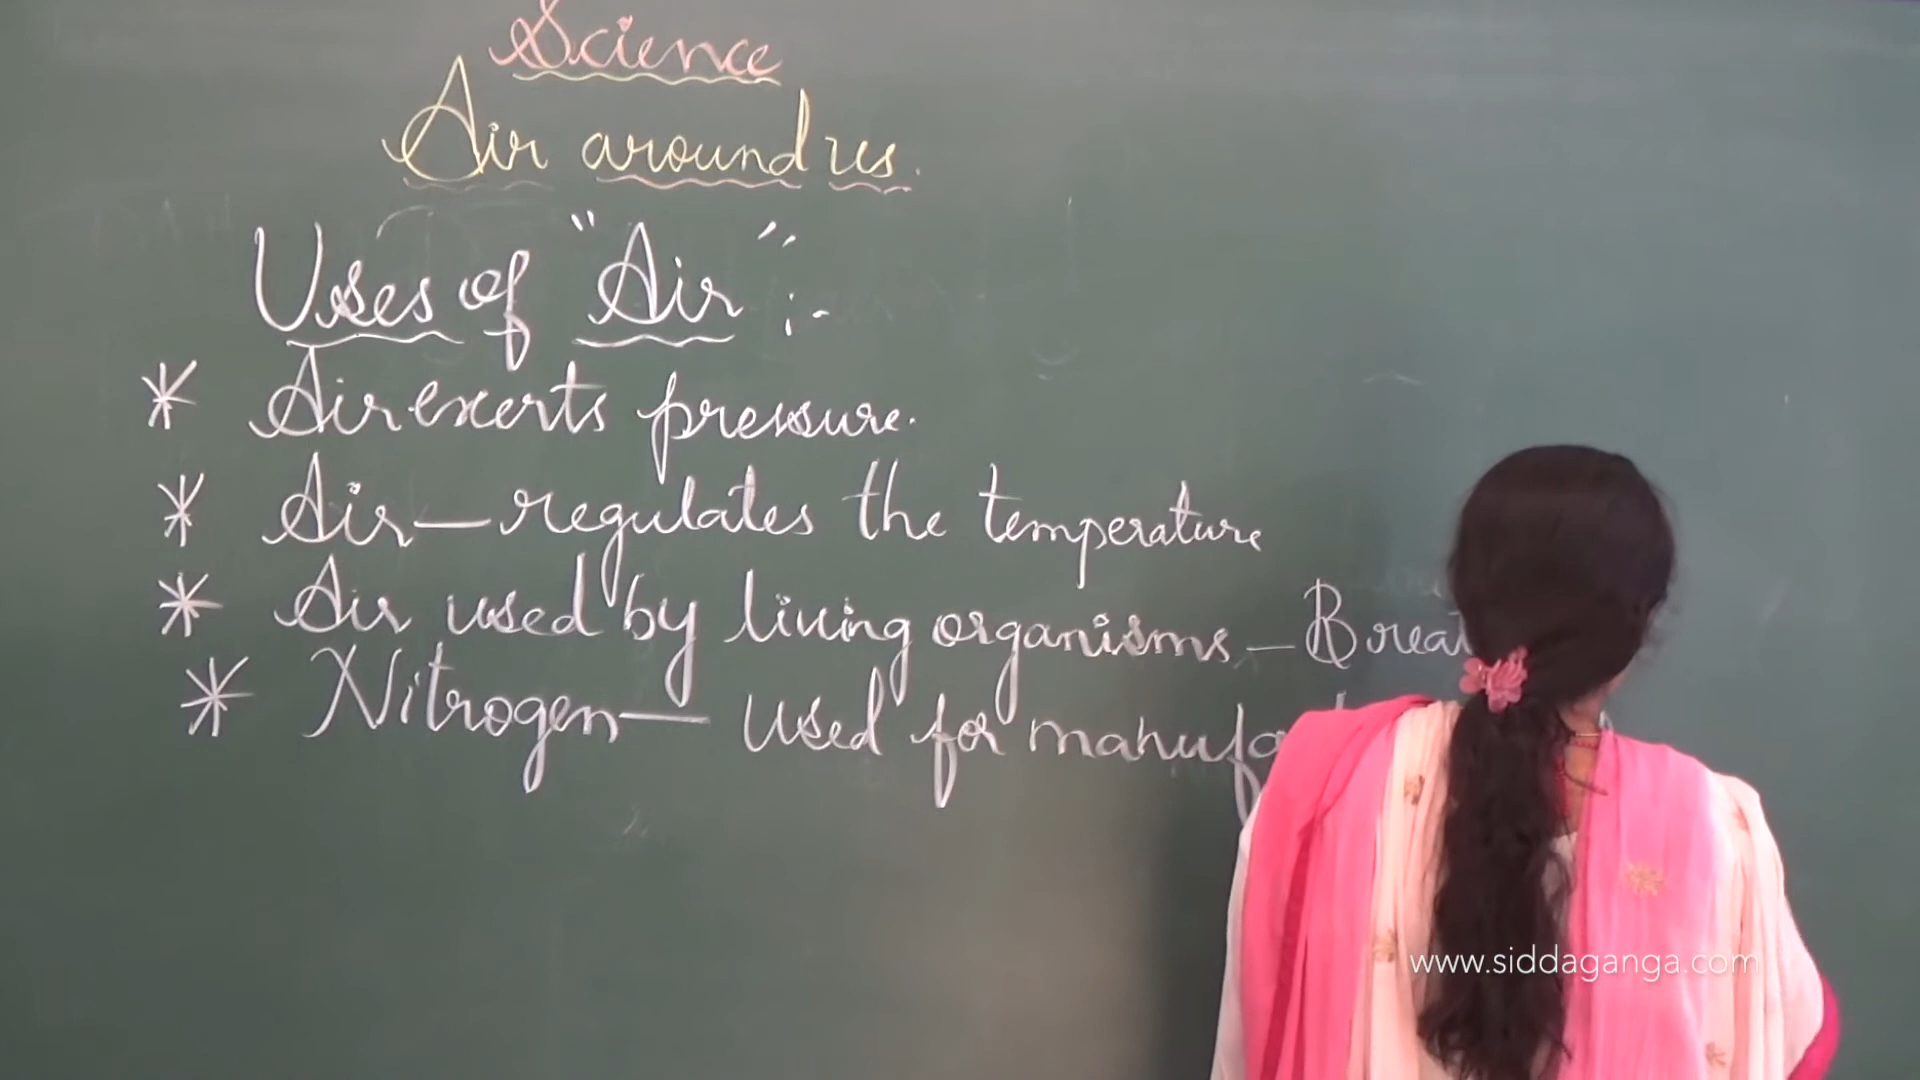 Science
Air around us.
Uses of "Air" :-
* Air exerts pressure.
* Air — regulates the temperature
* Air used by living organisms — Breat
* Nitrogen — Used for manufa
www.siddaganga.com